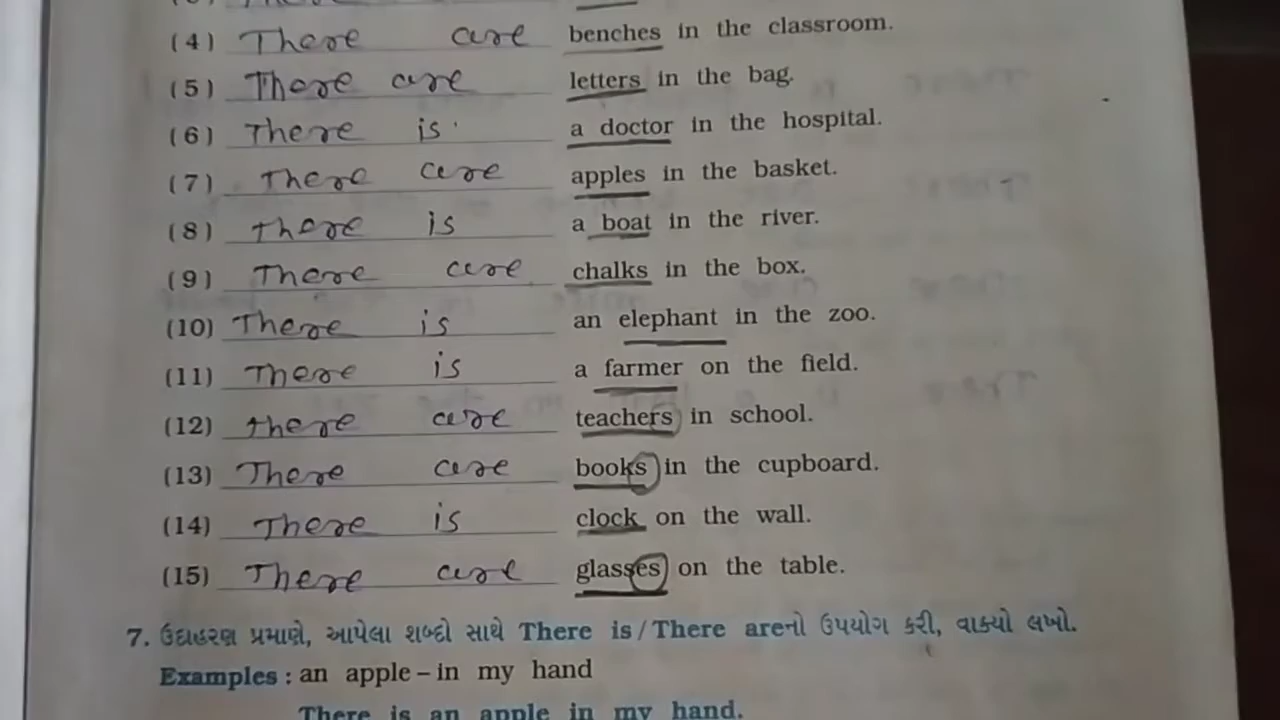 (4) There are benches in the classroom.
(5) There are letters in the bag.
(6) There is a doctor in the hospital.
(7) There are apples in the basket.
(8) there is a boat in the river.
(9) There are chalks in the box.
(10) There is an elephant in the zoo.
(11) There is a farmer on the field.
(12) there are teachers in school.
(13) There are books in the cupboard.
(14) There is clock on the wall.
(15) There are glasses on the table.
7. ઉદાહરણ પ્રમાણે, આપેલા શબ્દો સાથે There is / There areનો ઉપયોગ કરી, વાક્યો લખો.
Examples : an apple – in my hand
There is an apple in my hand.